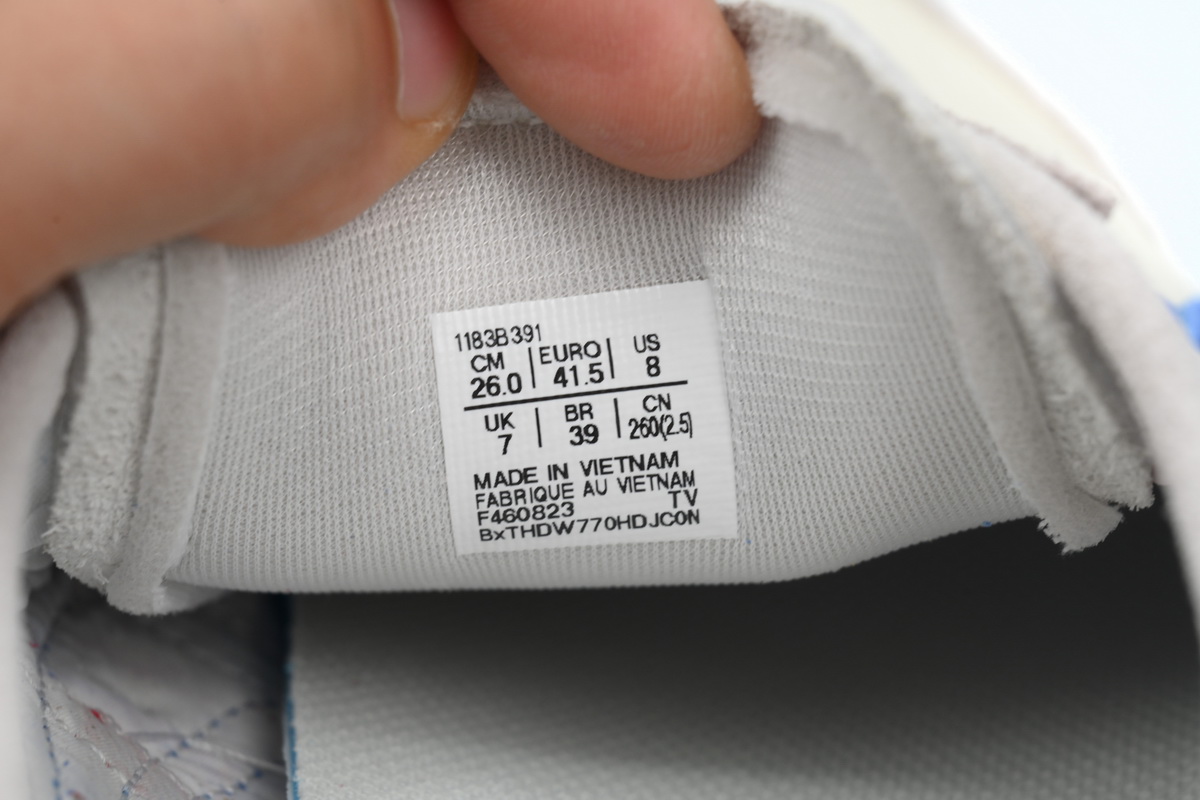 1183B391
CM | EURO | US
26.0 | 41.5 | 8
UK | BR | CN
7 | 39 | 260(2.5)
MADE IN VIETNAM
FABRIQUE AU VIETNAM
F460823 TV
BxTHDW770HDJC0N